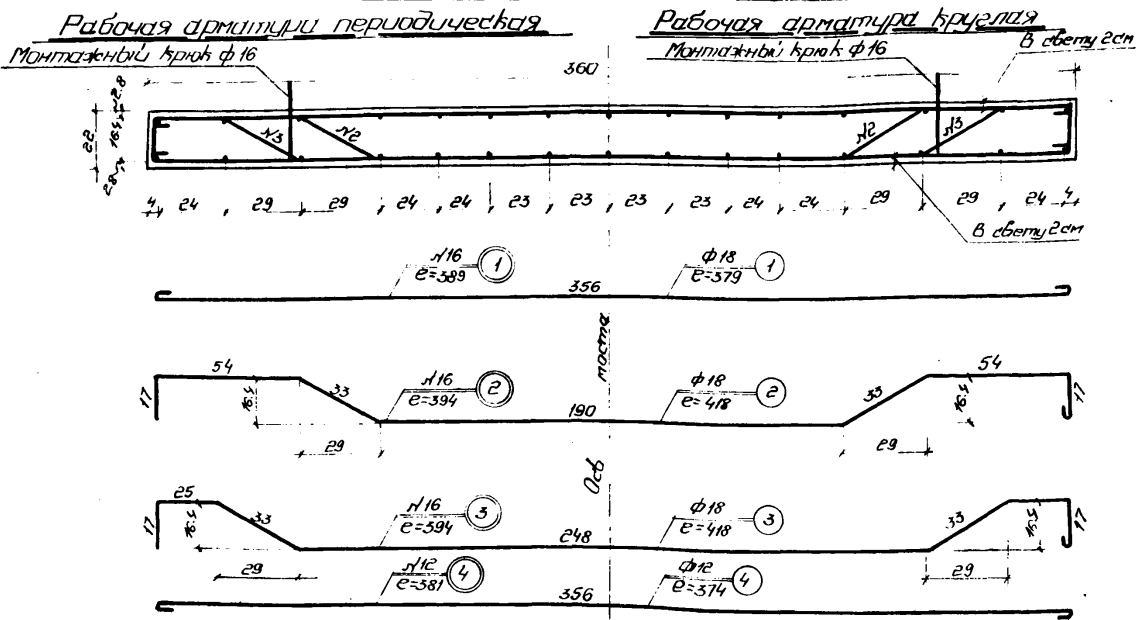 Рабочая арматури периодическая
Рабочая арматура круглая
Монтажный крюк ф16
Монтажный крюк ф16
В свету 2см
360
2.8
16.4
22
2.8
N3
N2
N2
N3
4 24 29 29 24 24 23 23 23 23 24 24 29 29 24 4
В свету 2см
N16
e=389
1
356
ф18
e=379
1
моста
54
17
16.4
33
29
N16
e=394
2
190
ф18
e=418
2
33
54
16.4
17
29
Ось
25
17
16.4
33
29
N16
e=394
3
248
ф18
e=418
3
33
16.4
17
29
N12
e=381
4
356
ф12
e=374
4